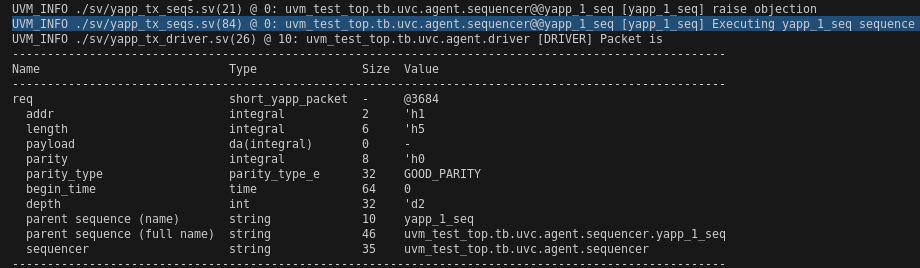 UVM_INFO ./sv/yapp_tx_seqs.sv(21) @ 0: uvm_test_top.tb.uvc.agent.sequencer@@yapp_1_seq [yapp_1_seq] raise objection
UVM_INFO ./sv/yapp_tx_seqs.sv(84) @ 0: uvm_test_top.tb.uvc.agent.sequencer@@yapp_1_seq [yapp_1_seq] Executing yapp_1_seq sequence
UVM_INFO ./sv/yapp_tx_driver.sv(26) @ 10: uvm_test_top.tb.uvc.agent.driver [DRIVER] Packet is
------------------------------------------------------------------------------------------------------
Name                           Type               Size  Value
------------------------------------------------------------------------------------------------------
req                            short_yapp_packet  -     @3684
  addr                         integral           2     'h1
  length                       integral           6     'h5
  payload                      da(integral)       0     -
  parity                       integral           8     'h0
  parity_type                  parity_type_e      32    GOOD_PARITY
  begin_time                   time               64    0
  depth                        int                32    'd2
  parent sequence (name)       string             10    yapp_1_seq
  parent sequence (full name)  string             46    uvm_test_top.tb.uvc.agent.sequencer.yapp_1_seq
  sequencer                    string             35    uvm_test_top.tb.uvc.agent.sequencer
------------------------------------------------------------------------------------------------------